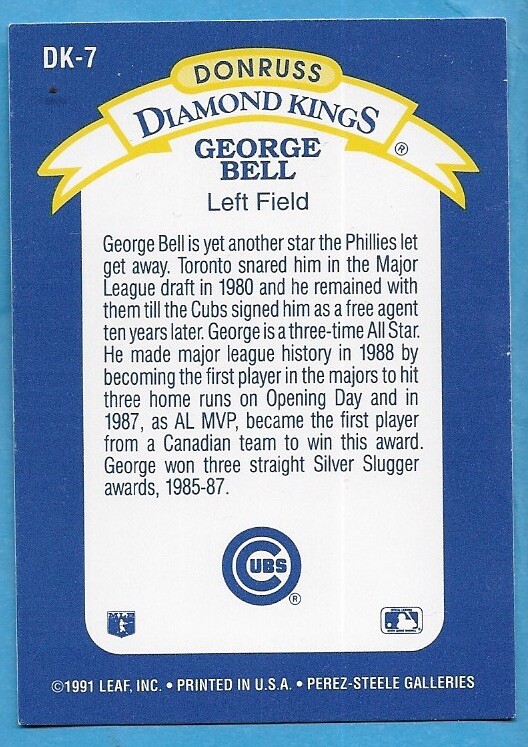 DK-7
DONRUSS
DIAMOND KINGS
®
GEORGE
BELL
Left Field
George Bell is yet another star the Phillies let
get away. Toronto snared him in the Major
League draft in 1980 and he remained with
them till the Cubs signed him as a free agent
ten years later. George is a three-time All Star.
He made major league history in 1988 by
becoming the first player in the majors to hit
three home runs on Opening Day and in
1987, as AL MVP, became the first player
from a Canadian team to win this award.
George won three straight Silver Slugger
awards, 1985-87.
CUBS
®
©1991 LEAF, INC. • PRINTED IN U.S.A. • PEREZ-STEELE GALLERIES